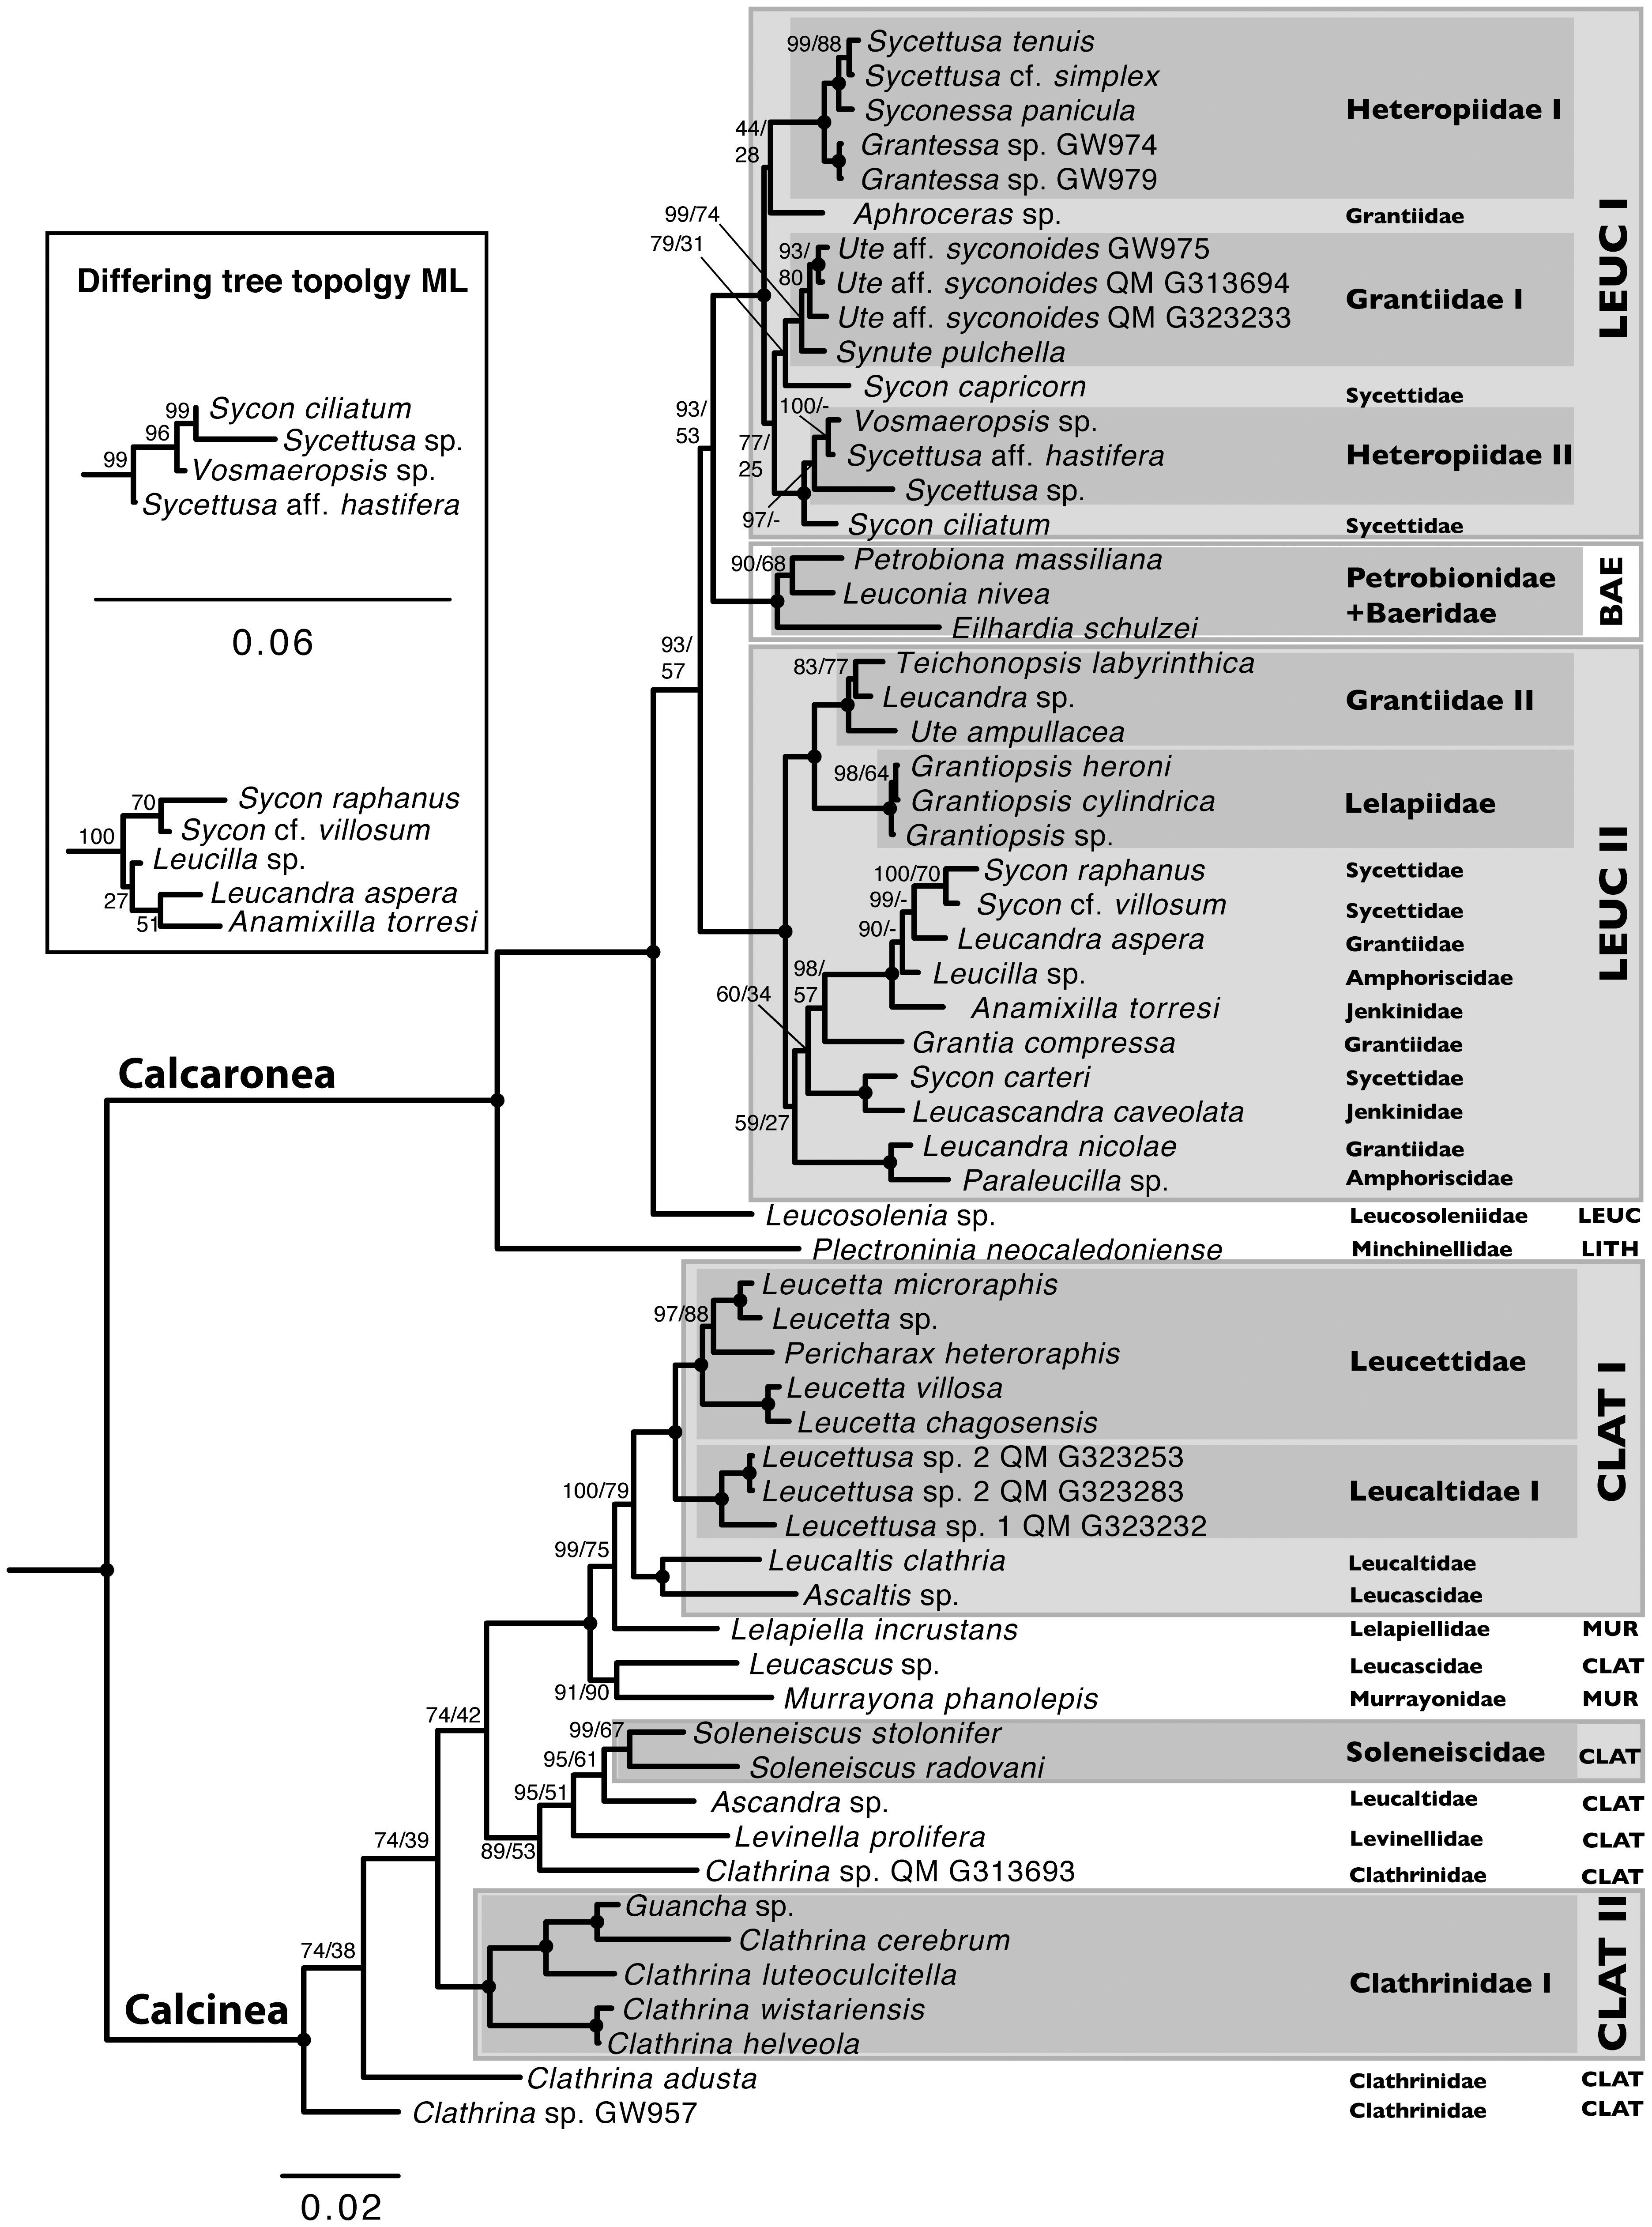 Differing tree topolgy ML
99
Sycon ciliatum
96
Sycettusa sp.
99
Vosmaeropsis sp.
Sycettusa aff. hastifera
0.06
70
Sycon raphanus
100
Sycon cf. villosum
Leucilla sp.
27
Leucandra aspera
51
Anamixilla torresi
Calcaronea
Calcinea
99/88
Sycettusa tenuis
Sycettusa cf. simplex
Syconessa panicula
Heteropiidae I
44/
28
Grantessa sp. GW974
Grantessa sp. GW979
Aphroceras sp. Grantiidae
LEUC I
99/74
79/31
93/
80
Ute aff. syconoides GW975
Ute aff. syconoides QM G313694
Grantiidae I
Ute aff. syconoides QM G323233
Synute pulchella
Sycon capricorn Sycettidae
100/-
93/
53
77/
25
Vosmaeropsis sp.
Sycettusa aff. hastifera
Heteropiidae II
Sycettusa sp.
97/-
Sycon ciliatum Sycettidae
90/68
Petrobiona massiliana
Leuconia nivea
Eilhardia schulzei
Petrobionidae
+Baeridae
BAE
93/
57
83/77
Teichonopsis labyrinthica
Leucandra sp.
Grantiidae II
Ute ampullacea
98/64
Grantiopsis heroni
Grantiopsis cylindrica
Lelapiidae
Grantiopsis sp.
LEUC II
100/70
Sycon raphanus Sycettidae
99/-
Sycon cf. villosum Sycettidae
90/-
Leucandra aspera Grantiidae
98/
57
Leucilla sp. Amphoriscidae
60/34
Anamixilla torresi Jenkinidae
Grantia compressa Grantiidae
Sycon carteri Sycettidae
Leucascandra caveolata Jenkinidae
59/27
Leucandra nicolae Grantiidae
Paraleucilla sp. Amphoriscidae
Leucosolenia sp. Leucosoleniidae LEUC
Plectroninia neocaledoniense Minchinellidae LITH
97/88
Leucetta microraphis
Leucetta sp.
Pericharax heteroraphis
Leucettidae
Leucetta villosa
Leucetta chagosensis
CLAT I
Leucettusa sp. 2 QM G323253
100/79
Leucettusa sp. 2 QM G323283
Leucaltidae I
Leucettusa sp. 1 QM G323232
99/75
Leucaltis clathria Leucaltidae
Ascaltis sp. Leucascidae
Lelapiella incrustans Lelapiellidae MUR
Leucascus sp. Leucascidae CLAT
91/90
Murrayona phanolepis Murrayonidae MUR
74/42
99/67
Soleneiscus stolonifer
Soleneiscidae CLAT
95/61
Soleneiscus radovani
95/51
Ascandra sp. Leucaltidae CLAT
Levinella prolifera Levinellidae CLAT
89/53
74/39
Clathrina sp. QM G313693 Clathrinidae CLAT
Guancha sp.
Clathrina cerebrum
74/38
Clathrina luteoculcitella
Clathrinidae I
Clathrina wistariensis
Clathrina helveola
CLAT II
Clathrina adusta Clathrinidae CLAT
Clathrina sp. GW957 Clathrinidae CLAT
0.02